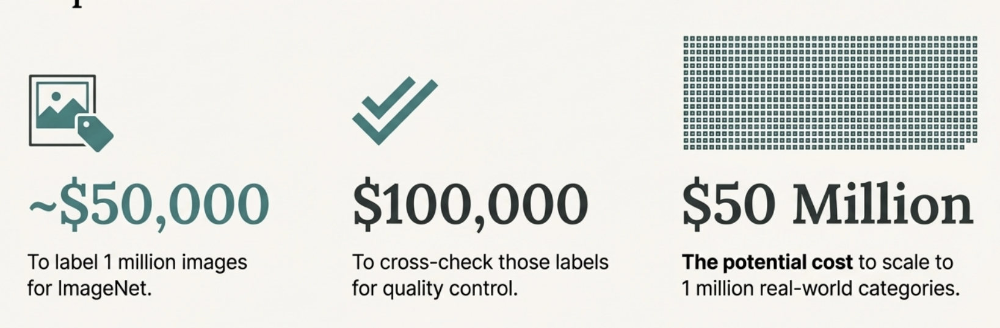 ~$50,000
To label 1 million images
for ImageNet.
$100,000
To cross-check those labels
for quality control.
$50 Million
The potential cost to scale to
1 million real-world categories.